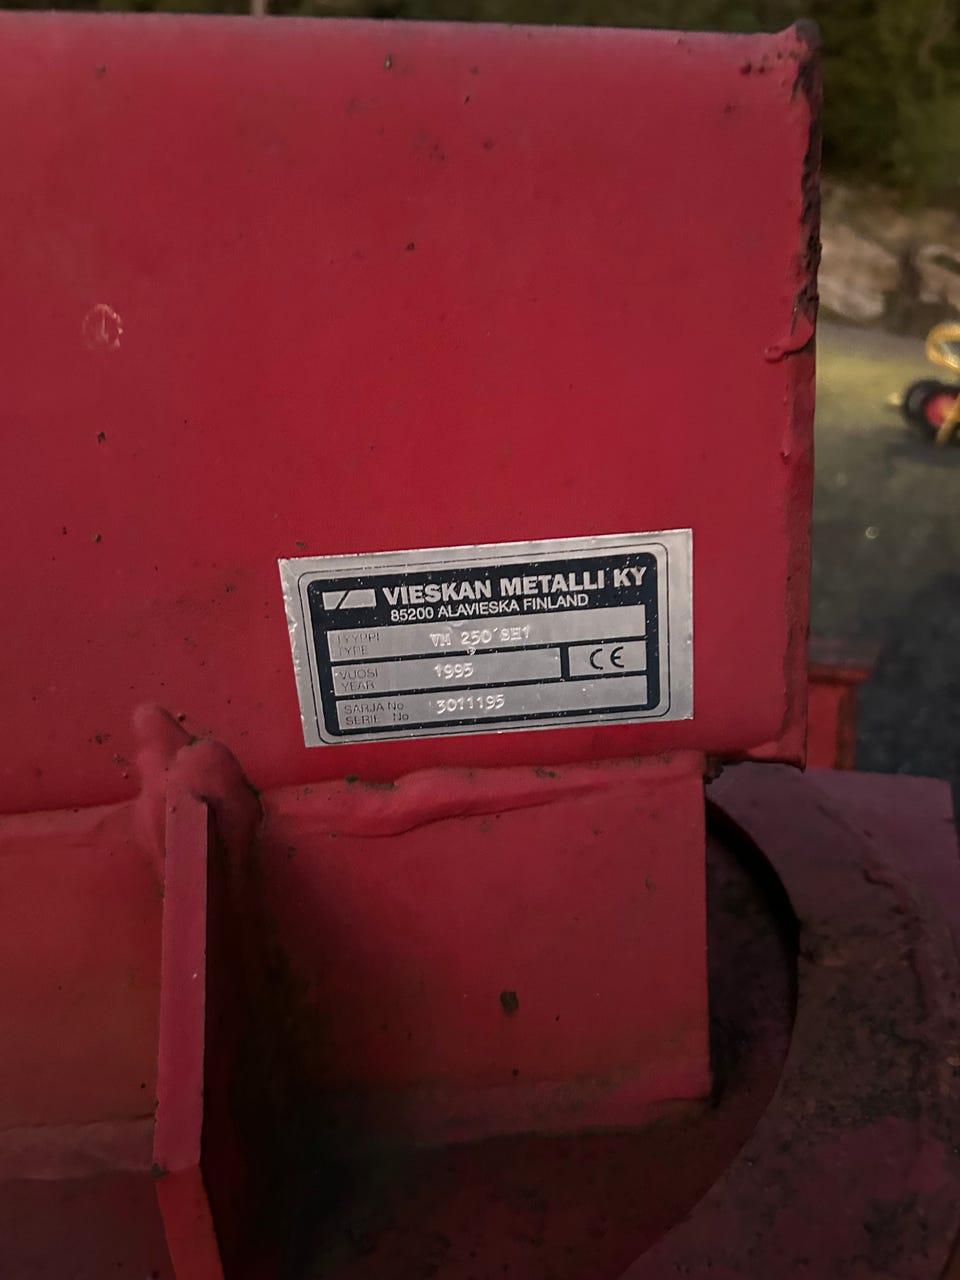 VIESKAN METALLI KY
85200 ALAVIESKA FINLAND
TYYPPI
TYPE
VM 250 SH1
VUOSI
YEAR
1995
CE
SARJA No
SERIE No
3011195